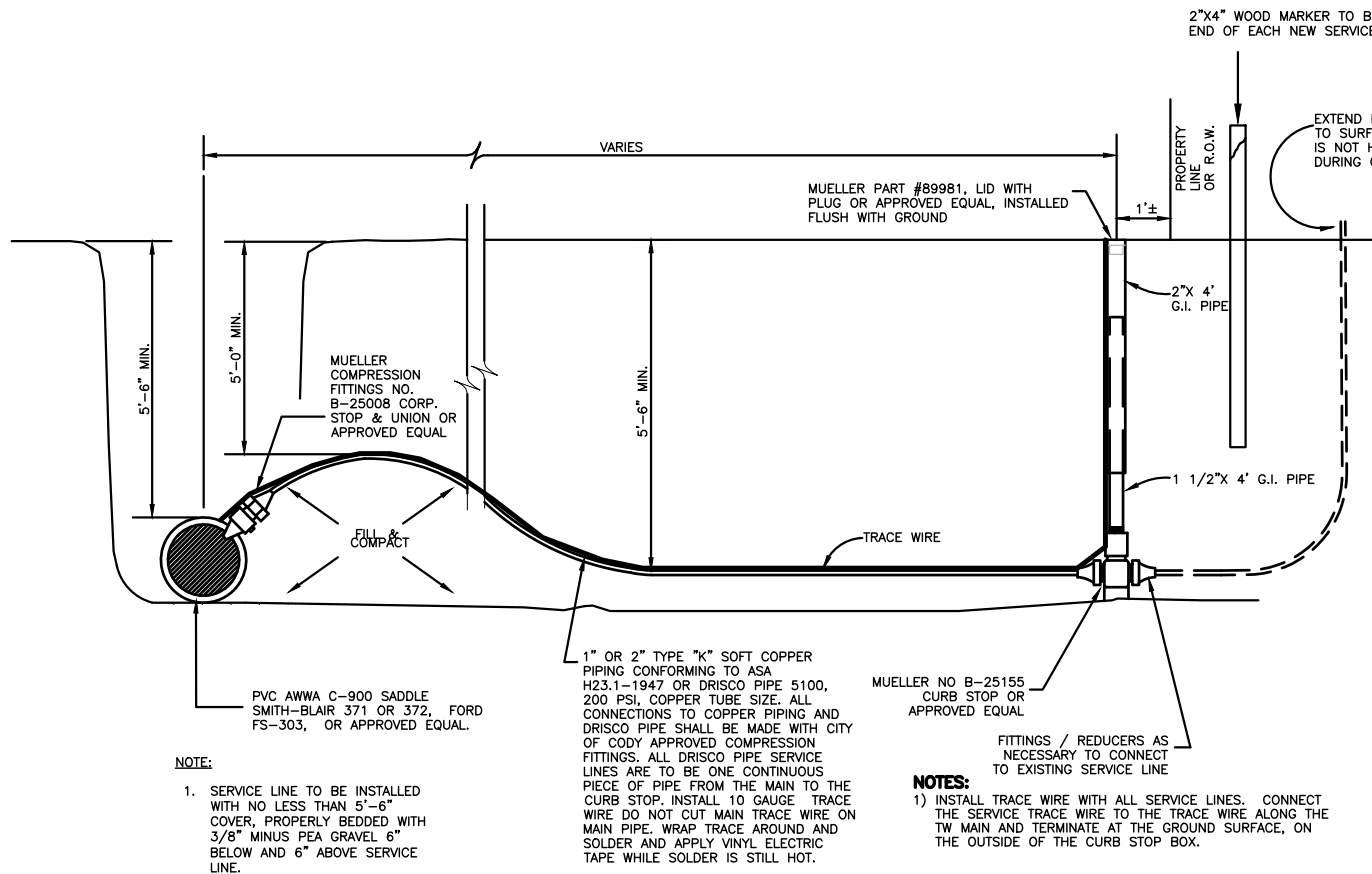 2"X4" WOOD MARKER TO B
END OF EACH NEW SERVICE
EXTEND
TO SURF
IS NOT H
DURING
VARIES
PROPERTY
LINE
OR R.O.W.
MUELLER PART #89981, LID WITH
PLUG OR APPROVED EQUAL, INSTALLED
FLUSH WITH GROUND
1'±
2"X 4'
G.I. PIPE
5'-6" MIN.
5'-0" MIN.
MUELLER
COMPRESSION
FITTINGS NO.
B-25008 CORP.
STOP & UNION OR
APPROVED EQUAL
5'-6" MIN.
1 1/2"X 4' G.I. PIPE
FILL &
COMPACT
TRACE WIRE
PVC AWWA C-900 SADDLE
SMITH-BLAIR 371 OR 372, FORD
FS-303, OR APPROVED EQUAL.
1" OR 2" TYPE "K" SOFT COPPER
PIPING CONFORMING TO ASA
H23.1-1947 OR DRISCO PIPE 5100,
200 PSI, COPPER TUBE SIZE. ALL
CONNECTIONS TO COPPER PIPING AND
DRISCO PIPE SHALL BE MADE WITH CITY
OF CODY APPROVED COMPRESSION
FITTINGS. ALL DRISCO PIPE SERVICE
LINES ARE TO BE ONE CONTINUOUS
PIECE OF PIPE FROM THE MAIN TO THE
CURB STOP. INSTALL 10 GAUGE TRACE
WIRE DO NOT CUT MAIN TRACE WIRE ON
MAIN PIPE. WRAP TRACE AROUND AND
SOLDER AND APPLY VINYL ELECTRIC
TAPE WHILE SOLDER IS STILL HOT.
MUELLER NO B-25155
CURB STOP OR
APPROVED EQUAL
FITTINGS / REDUCERS AS
NECESSARY TO CONNECT
TO EXISTING SERVICE LINE
NOTE:
1. SERVICE LINE TO BE INSTALLED
WITH NO LESS THAN 5'-6"
COVER, PROPERLY BEDDED WITH
3/8" MINUS PEA GRAVEL 6"
BELOW AND 6" ABOVE SERVICE
LINE.
NOTES:
1) INSTALL TRACE WIRE WITH ALL SERVICE LINES. CONNECT
THE SERVICE TRACE WIRE TO THE TRACE WIRE ALONG THE
TW MAIN AND TERMINATE AT THE GROUND SURFACE, ON
THE OUTSIDE OF THE CURB STOP BOX.